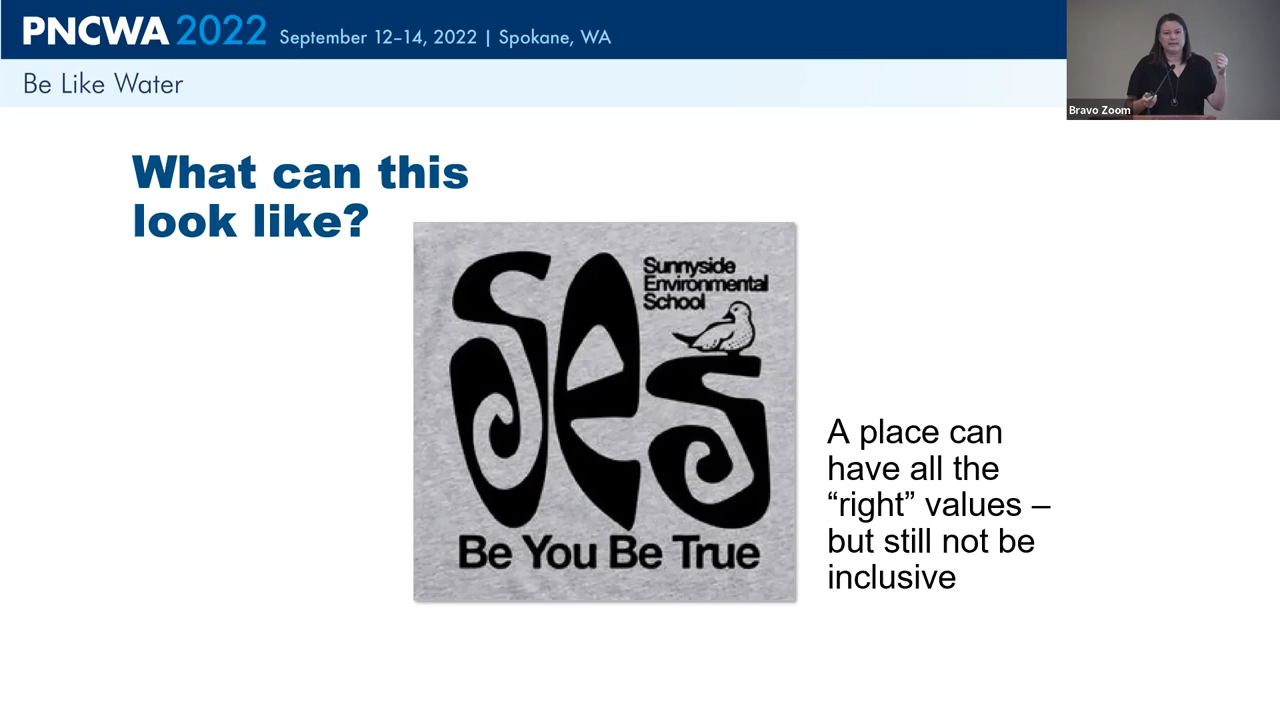 PNCWA 2022 September 12–14, 2022 | Spokane, WA
Be Like Water
Bravo Zoom
What can this
look like?
ses
Sunnyside
Environmental
School
Be You Be True
A place can
have all the
“right” values –
but still not be
inclusive